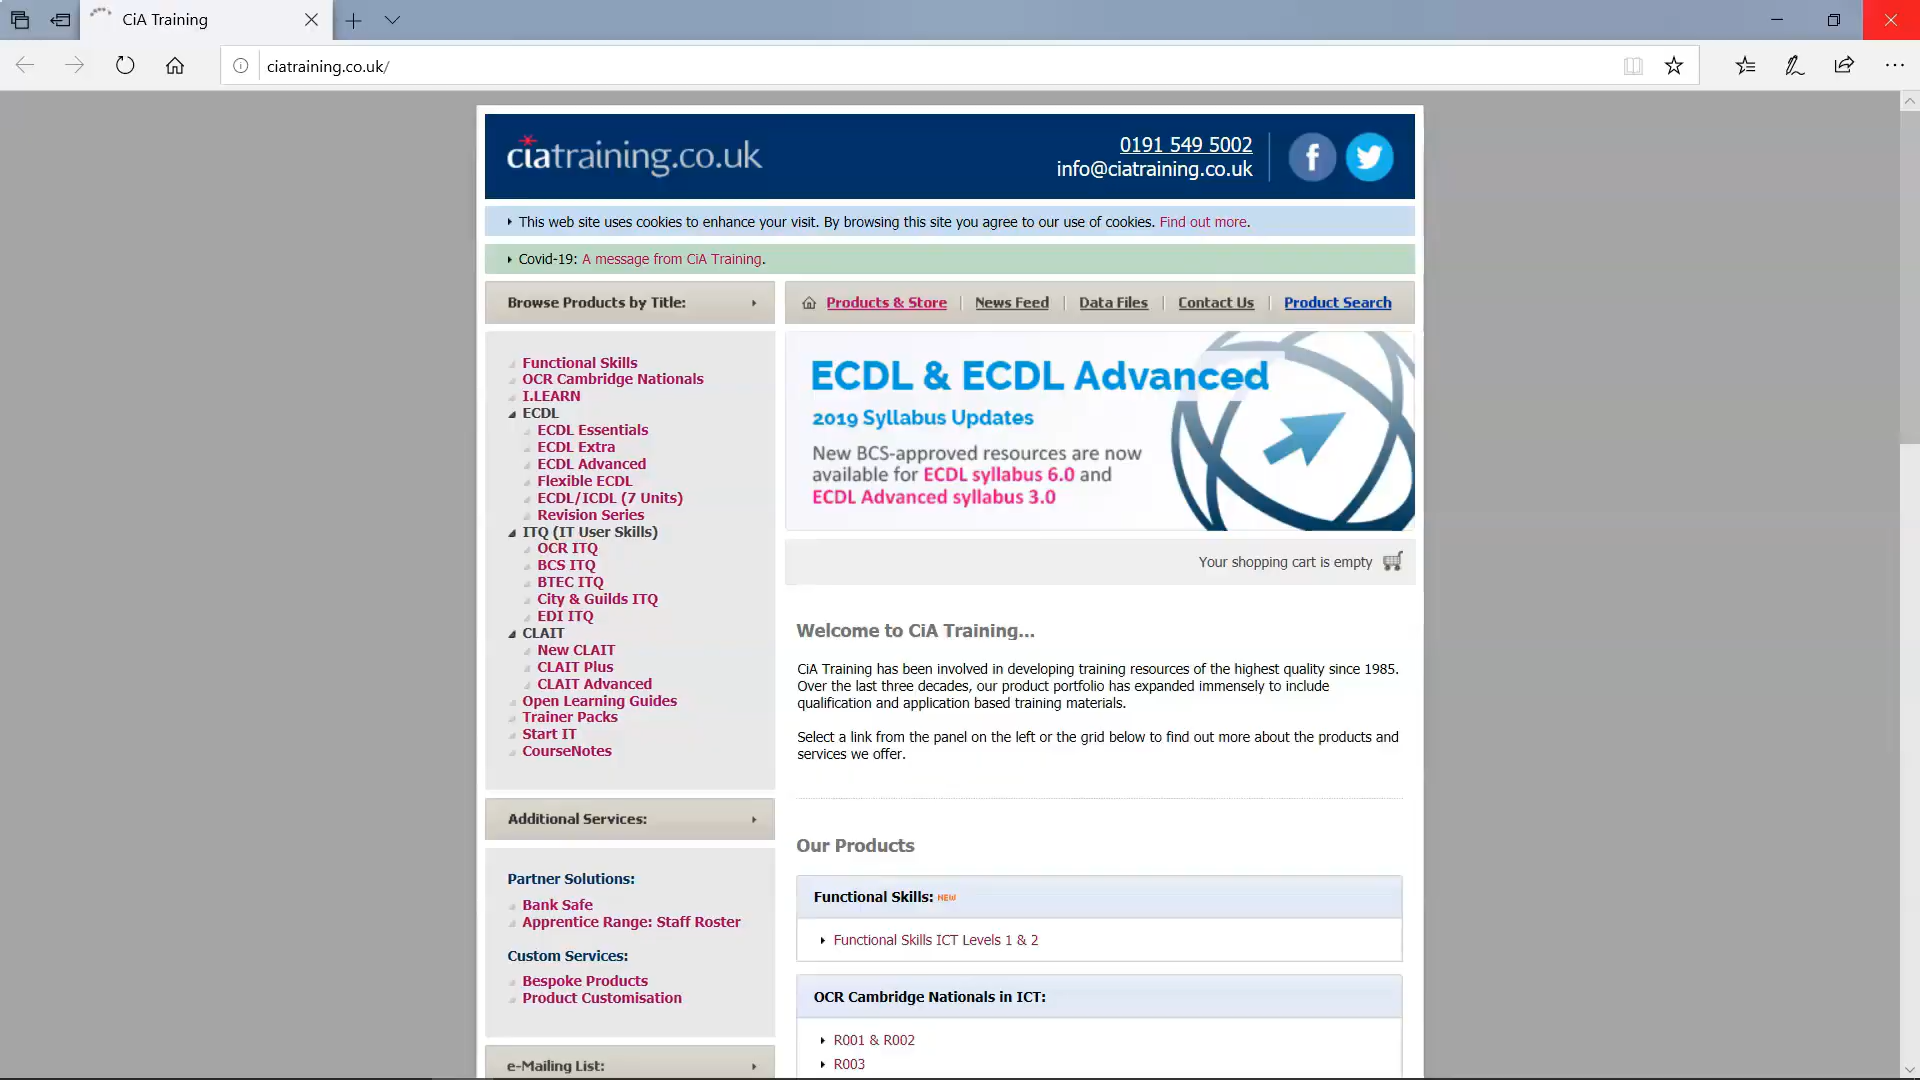 CiA Training
ciatraining.co.uk/
ciatraining.co.uk
0191 549 5002
info@ciatraining.co.uk
This web site uses cookies to enhance your visit. By browsing this site you agree to our use of cookies. Find out more.
Covid-19: A message from CiA Training.
Browse Products by Title:
Products & Store
News Feed
Data Files
Contact Us
Product Search
Functional Skills
OCR Cambridge Nationals
I.LEARN
ECDL
ECDL Essentials
ECDL Extra
ECDL Advanced
Flexible ECDL
ECDL/ICDL (7 Units)
Revision Series
ITQ (IT User Skills)
OCR ITQ
BCS ITQ
BTEC ITQ
City & Guilds ITQ
EDI ITQ
CLAIT
New CLAIT
CLAIT Plus
CLAIT Advanced
Open Learning Guides
Trainer Packs
Start IT
CourseNotes
Additional Services:
Partner Solutions:
Bank Safe
Apprentice Range: Staff Roster
Custom Services:
Bespoke Products
Product Customisation
e-Mailing List:
ECDL & ECDL Advanced
2019 Syllabus Updates
New BCS-approved resources are now
available for ECDL syllabus 6.0 and
ECDL Advanced syllabus 3.0
Your shopping cart is empty
Welcome to CiA Training...
CiA Training has been involved in developing training resources of the highest quality since 1985.
Over the last three decades, our product portfolio has expanded immensely to include
qualification and application based training materials.
Select a link from the panel on the left or the grid below to find out more about the products and
services we offer.
Our Products
Functional Skills: NEW
Functional Skills ICT Levels 1 & 2
OCR Cambridge Nationals in ICT:
R001 & R002
R003